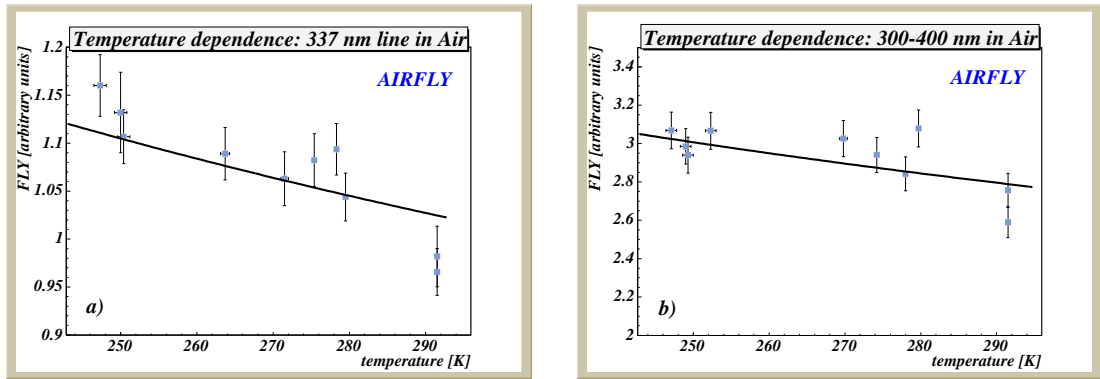 Temperature dependence: 337 nm line in Air
AIRFLY
FLY [arbitrary units]
1.2
1.15
1.1
1.05
1
0.95
0.9
a)
250
260
270
280
290
temperature [K]
Temperature dependence: 300-400 nm in Air
AIRFLY
FLY [arbitrary units]
3.4
3.2
3
2.8
2.6
2.4
2.2
2
b)
250
260
270
280
290
temperature [K]